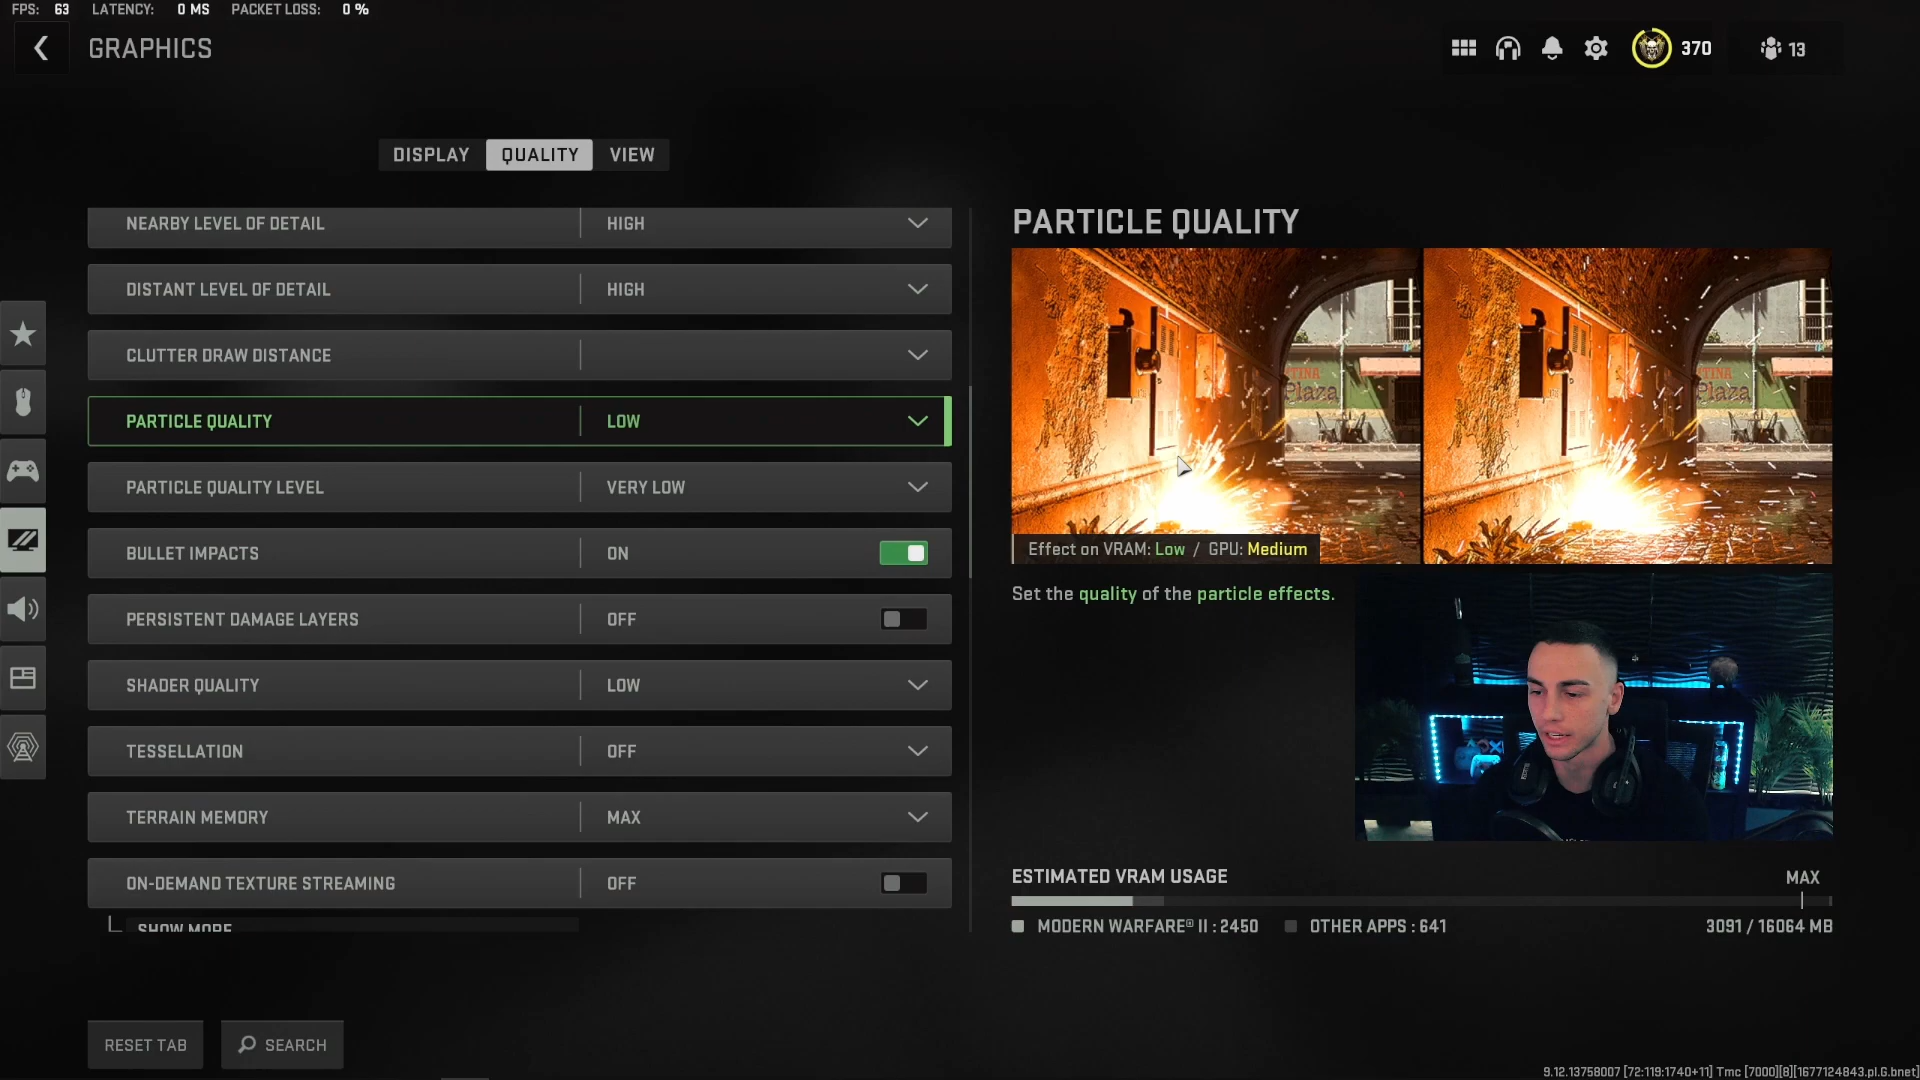 FPS: 63 LATENCY: 0 MS PACKET LOSS: 0 %
GRAPHICS
370
13
DISPLAY QUALITY VIEW
NEARBY LEVEL OF DETAIL HIGH
DISTANT LEVEL OF DETAIL HIGH
CLUTTER DRAW DISTANCE
PARTICLE QUALITY LOW
PARTICLE QUALITY LEVEL VERY LOW
BULLET IMPACTS ON
PERSISTENT DAMAGE LAYERS OFF
SHADER QUALITY LOW
TESSELLATION OFF
TERRAIN MEMORY MAX
ON-DEMAND TEXTURE STREAMING OFF
SHOW MORE
RESET TAB SEARCH
PARTICLE QUALITY
Plaza
Plaza
Effect on VRAM: Low / GPU: Medium
Set the quality of the particle effects.
ESTIMATED VRAM USAGE MAX
MODERN WARFARE® II : 2450 OTHER APPS : 641 3091 / 16064 MB
9.12.13758007 [72:119:1740+11] Tmc [7000][8][1677124843.pl.G.bnet]